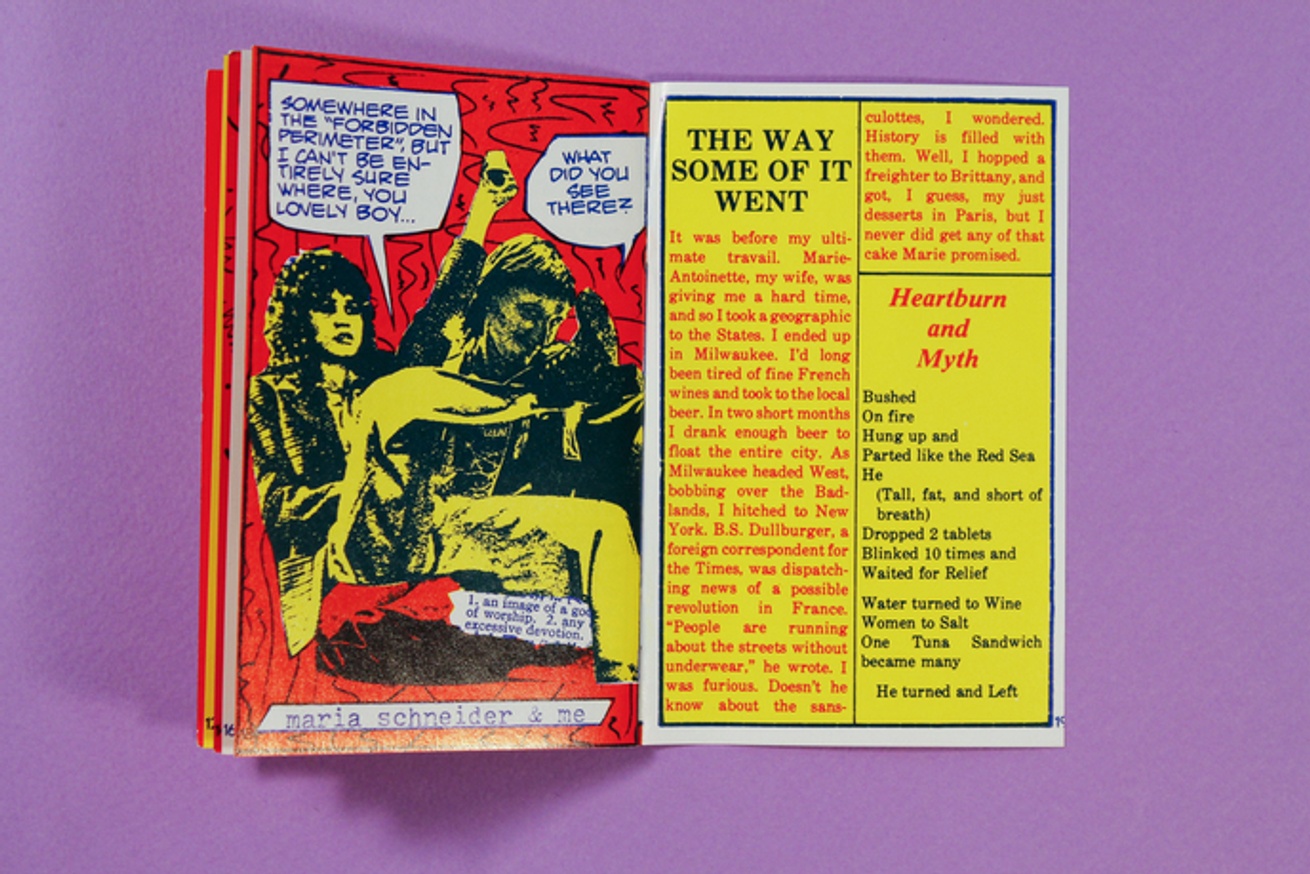 SOMEWHERE IN
THE "FORBIDDEN
PERIMETER", BUT
I CAN'T BE EN-
TIRELY SURE
WHERE, YOU
LOVELY BOY...
WHAT
DID YOU
SEE
THERE?
1. an image of a god
of worship. 2. any
excessive devotion.
maria schneider & me
16
THE WAY
SOME OF IT
WENT
It was before my ulti-
mate travail. Marie-
Antoinette, my wife, was
giving me a hard time,
and so I took a geographic
to the States. I ended up
in Milwaukee. I'd long
been tired of fine French
wines and took to the local
beer. In two short months
I drank enough beer to
float the entire city. As
Milwaukee headed West,
bobbing over the Bad-
lands, I hitched to New
York. B.S. Dullburger, a
foreign correspondent for
the Times, was dispatch-
ing news of a possible
revolution in France.
"People are running
about the streets without
underwear," he wrote. I
was furious. Doesn't he
know about the sans-
culottes, I wondered.
History is filled with
them. Well, I hopped a
freighter to Brittany, and
got, I guess, my just
desserts in Paris, but I
never did get any of that
cake Marie promised.
Heartburn
and
Myth
Bushed
On fire
Hung up and
Parted like the Red Sea
He
(Tall, fat, and short of
breath)
Dropped 2 tablets
Blinked 10 times and
Waited for Relief
Water turned to Wine
Women to Salt
One Tuna Sandwich
became many
He turned and Left